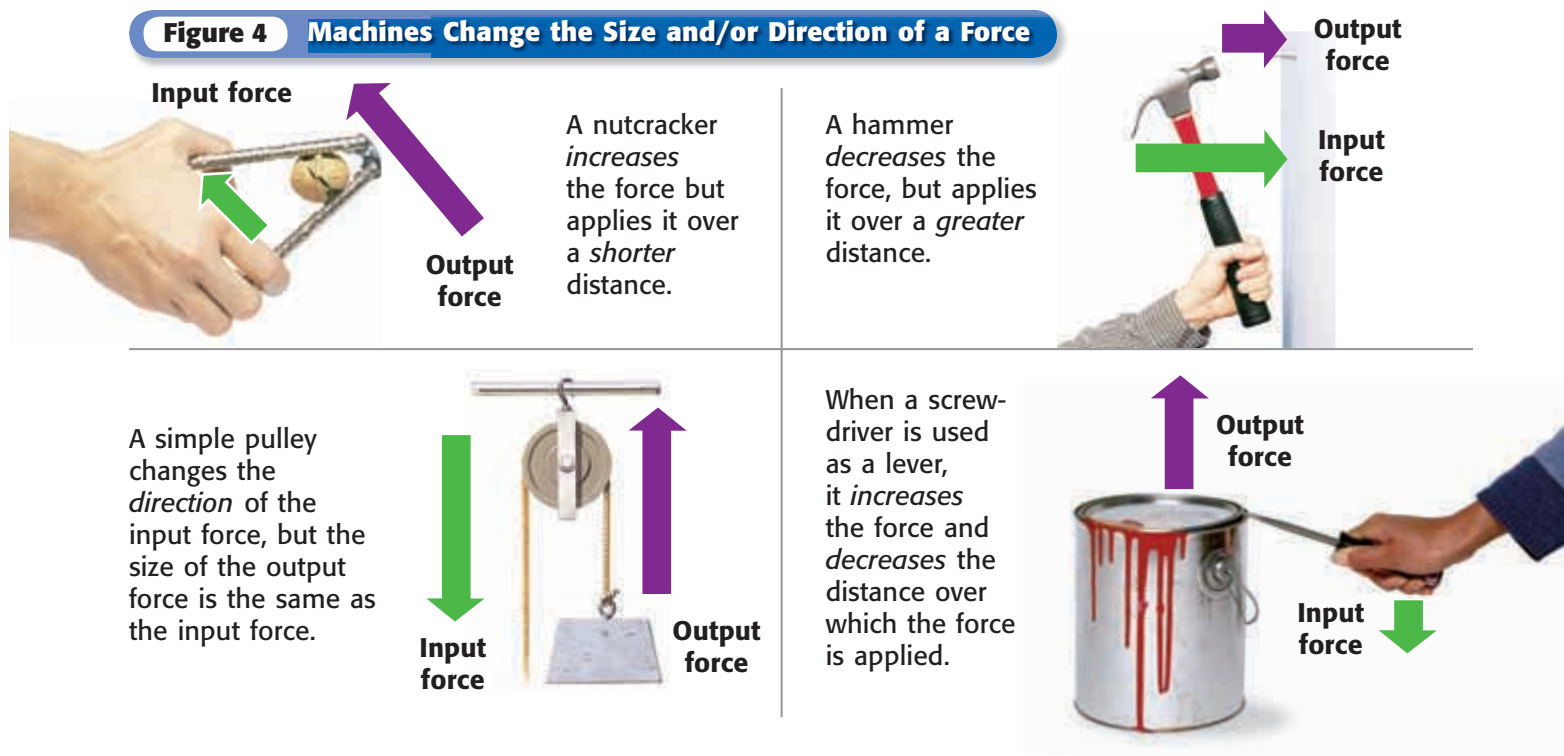 Figure 4 Machines Change the Size and/or Direction of a Force
Input force
Output
force
A nutcracker
increases
the force but
applies it over
a shorter
distance.
A hammer
decreases the
force, but applies
it over a greater
distance.
Output
force
Input
force
A simple pulley
changes the
direction of the
input force, but the
size of the output
force is the same as
the input force.
Input
force
Output
force
When a screw-
driver is used
as a lever,
it increases
the force and
decreases the
distance over
which the force
is applied.
Output
force
Input
force